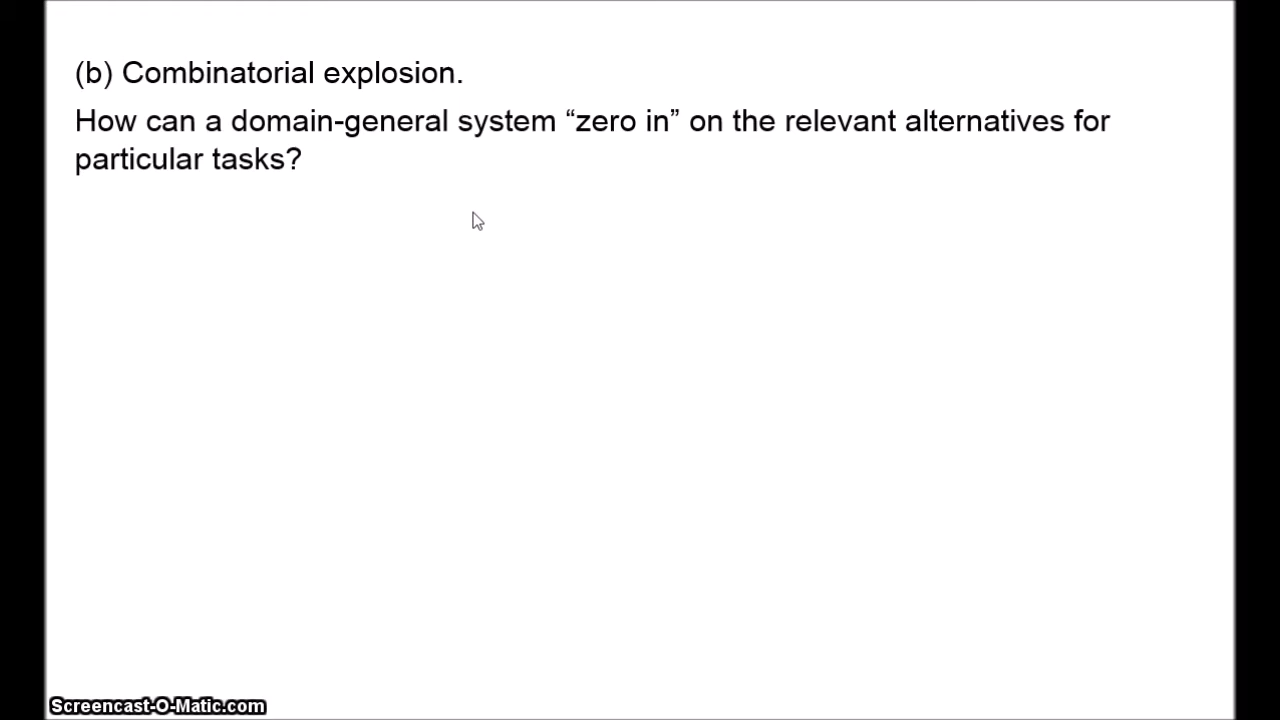 (b) Combinatorial explosion.
How can a domain-general system “zero in” on the relevant alternatives for
particular tasks?
Screencast-O-Matic.com